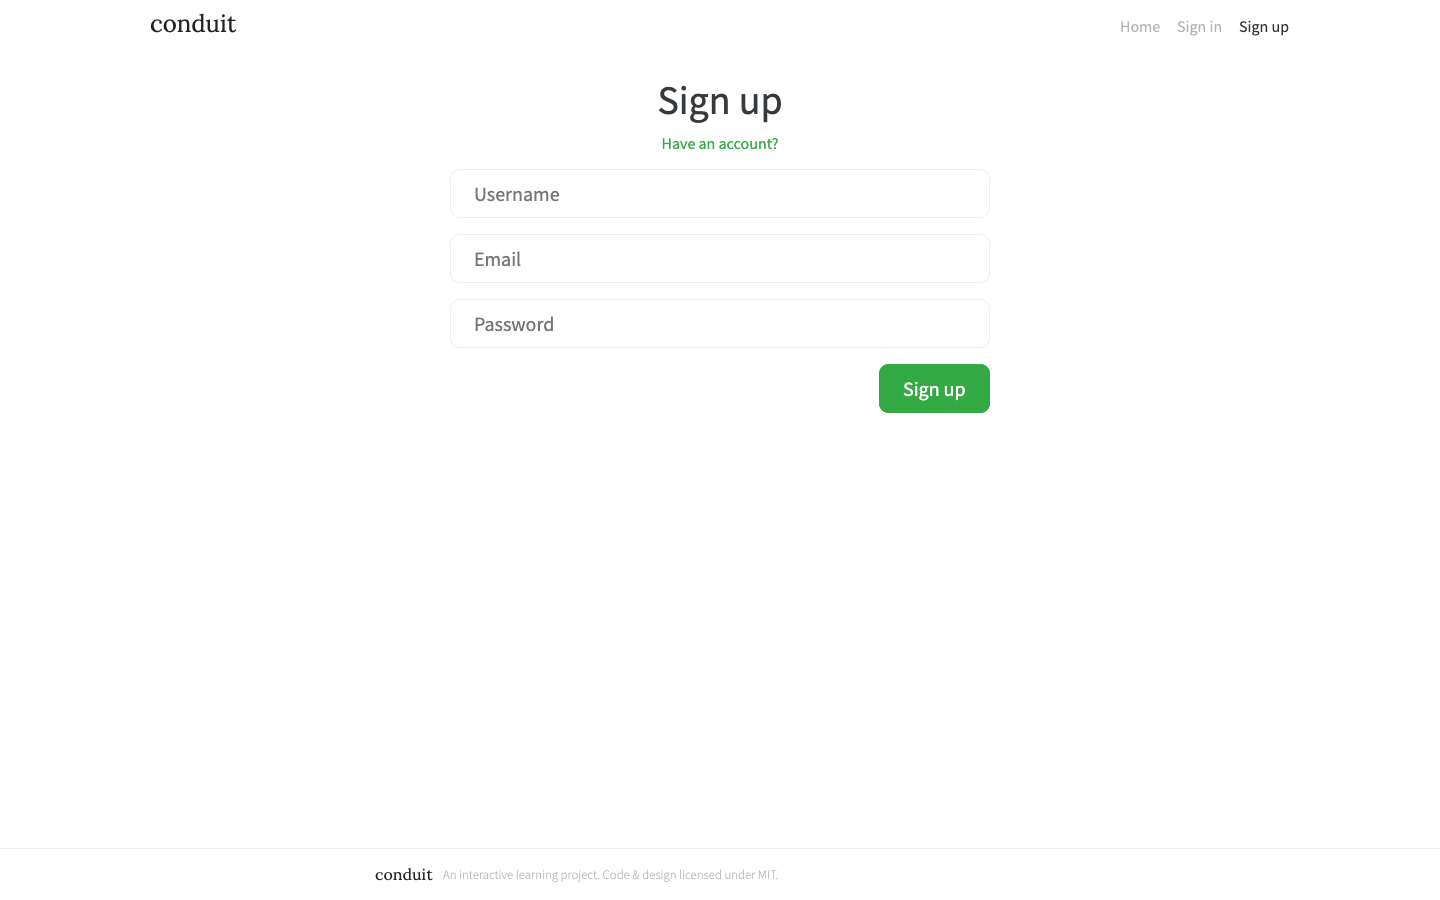 conduit
Home Sign in Sign up
Sign up
Have an account?
Username
Email
Password
Sign up
conduit An interactive learning project. Code & design licensed under MIT.